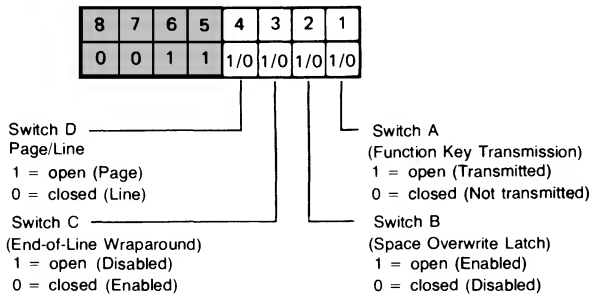 8 7 6 5 4 3 2 1
0 0 1 1 1/0 1/0 1/0 1/0
Switch D
Page/Line
1 = open (Page)
0 = closed (Line)
Switch C
(End-of-Line Wraparound)
1 = open (Disabled)
0 = closed (Enabled)
Switch A
(Function Key Transmission)
1 = open (Transmitted)
0 = closed (Not transmitted)
Switch B
(Space Overwrite Latch)
1 = open (Enabled)
0 = closed (Disabled)